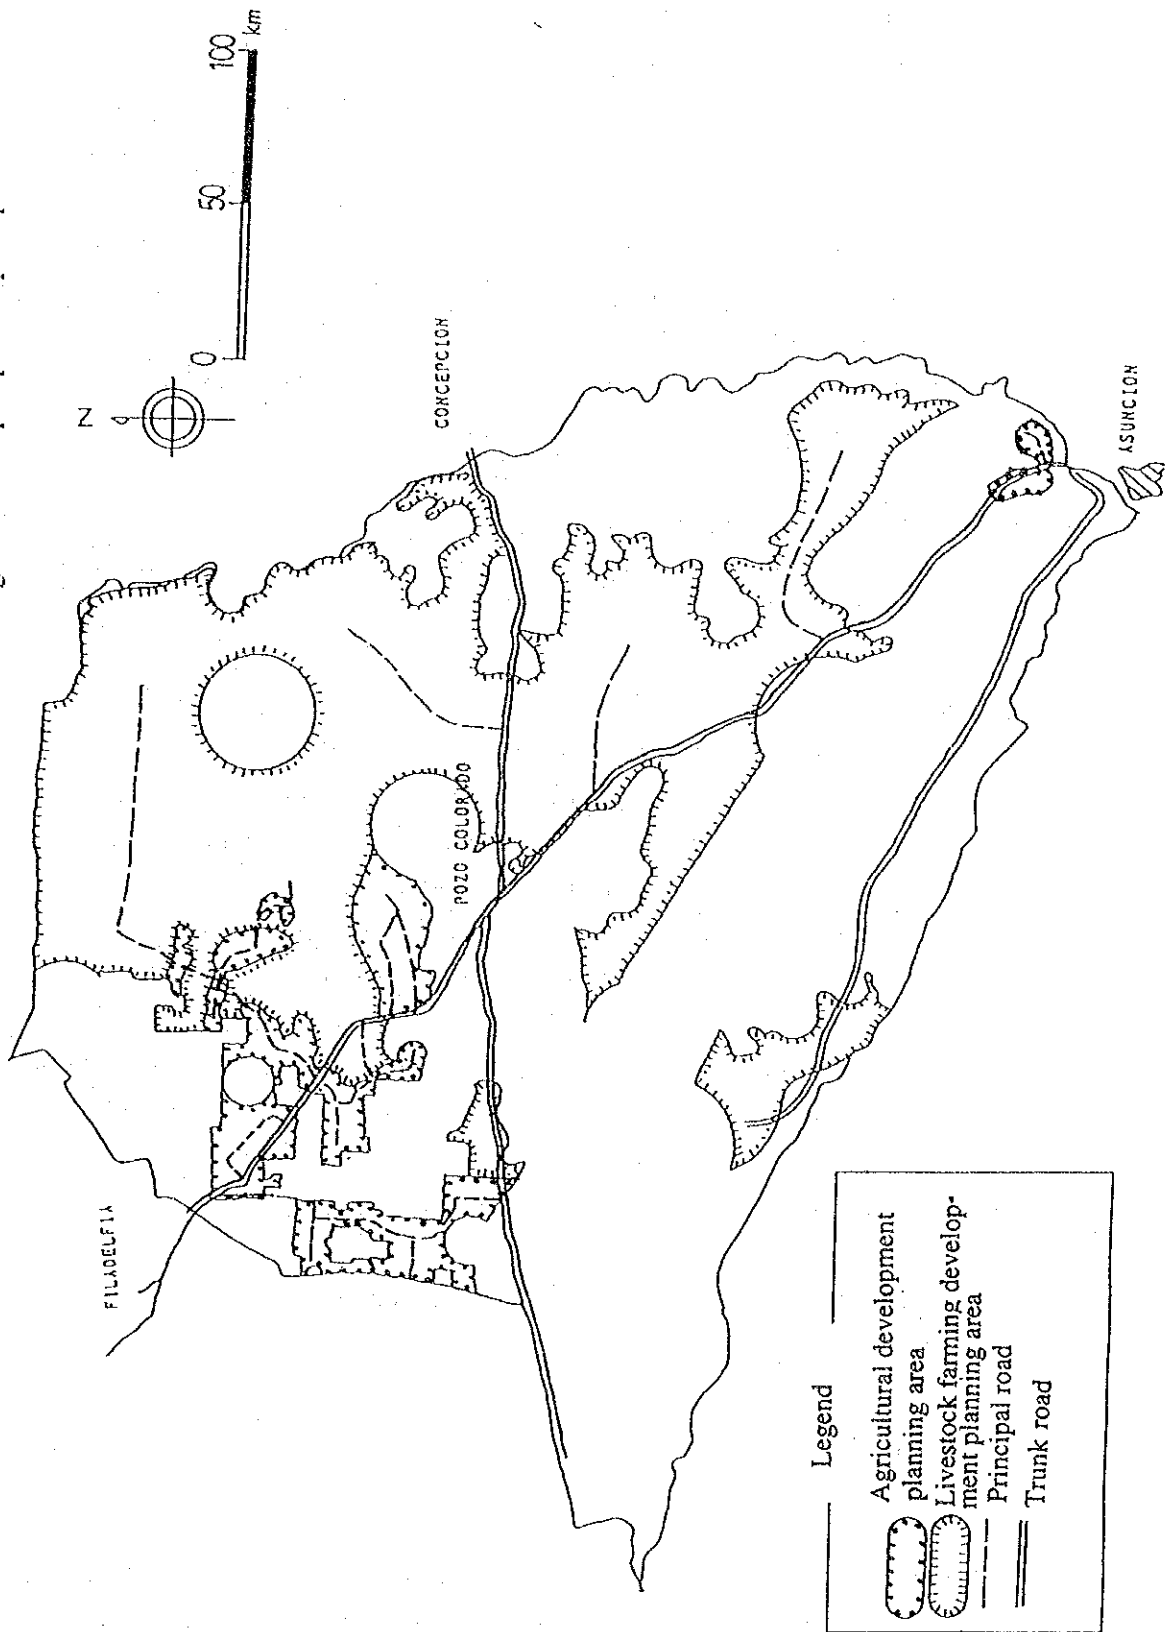 0
50
100
km
N
CONCEPCION
FILADELFIA
POZO COLORADO
ASUNCION
Legend
Agricultural development
planning area
Livestock farming develop-
ment planning area
Principal road
Trunk road